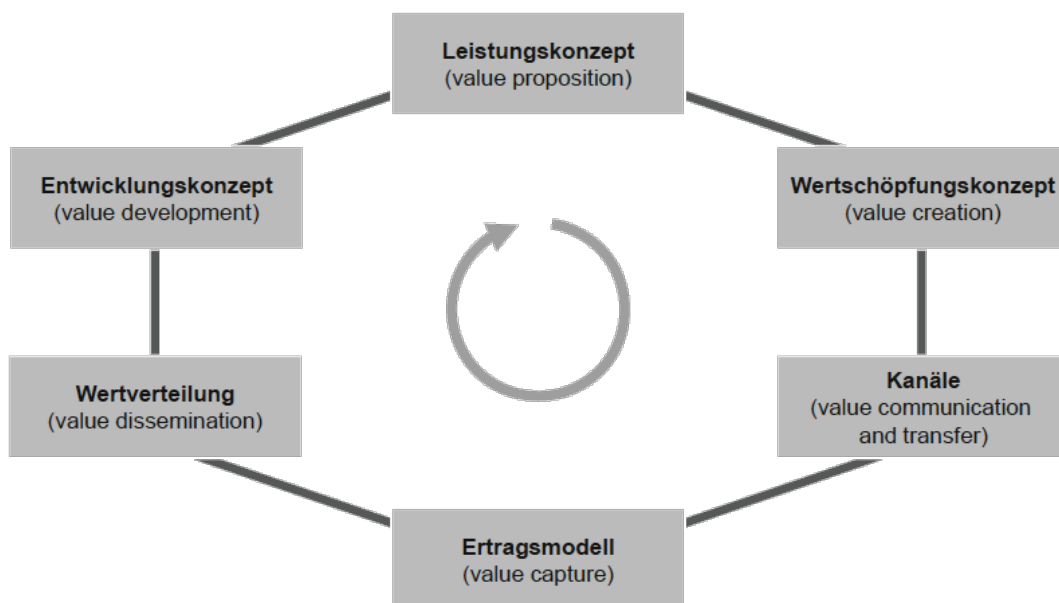 Leistungskonzept
(value proposition)
Entwicklungskonzept
(value development)
Wertschöpfungskonzept
(value creation)
Wertverteilung
(value dissemination)
Kanäle
(value communication
and transfer)
Ertragsmodell
(value capture)